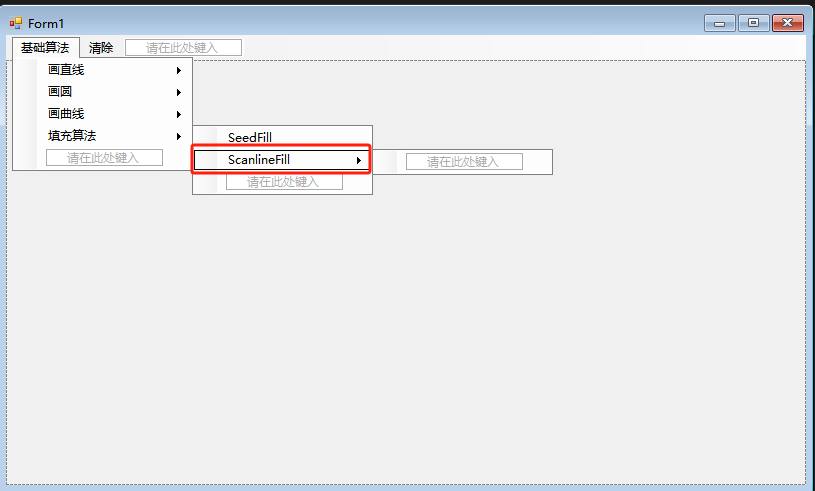 Form1
基础算法 清除 请在此处键入
画直线
画圆
画曲线
填充算法
请在此处键入
SeedFill
ScanlineFill
请在此处键入
请在此处键入